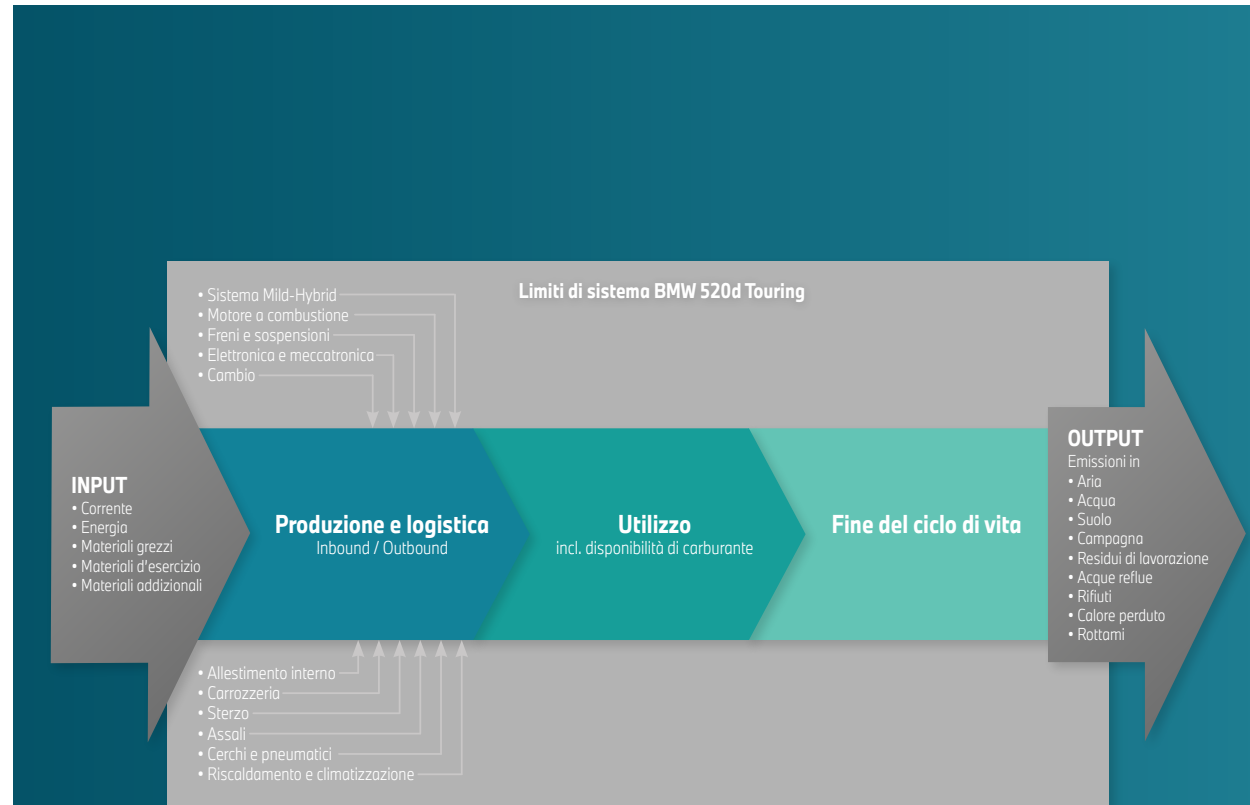 Limiti di sistema BMW 520d Touring
• Sistema Mild-Hybrid
• Motore a combustione
• Freni e sospensioni
• Elettronica e meccatronica
• Cambio
INPUT
• Corrente
• Energia
• Materiali grezzi
• Materiali d'esercizio
• Materiali addizionali
Produzione e logistica
Inbound / Outbound
Utilizzo
incl. disponibilità di carburante
Fine del ciclo di vita
OUTPUT
Emissioni in
• Aria
• Acqua
• Suolo
• Campagna
• Residui di lavorazione
• Acque reflue
• Rifiuti
• Calore perduto
• Rottami
• Allestimento interno
• Carrozzeria
• Sterzo
• Assali
• Cerchi e pneumatici
• Riscaldamento e climatizzazione